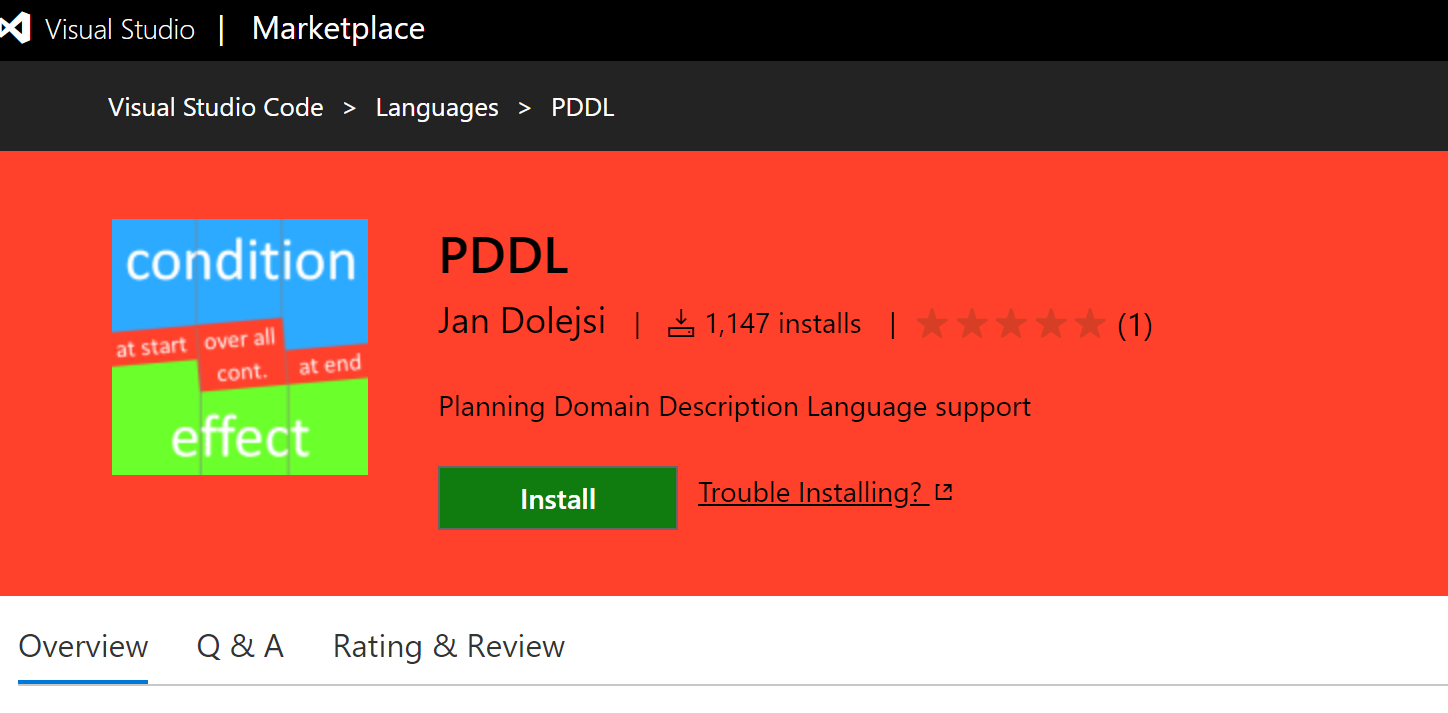 Visual Studio | Marketplace
Visual Studio Code > Languages > PDDL
condition
at start over all at end
cont.
effect
PDDL
Jan Dolejsi | 1,147 installs | (1)
Planning Domain Description Language support
Install Trouble Installing?
Overview Q & A Rating & Review